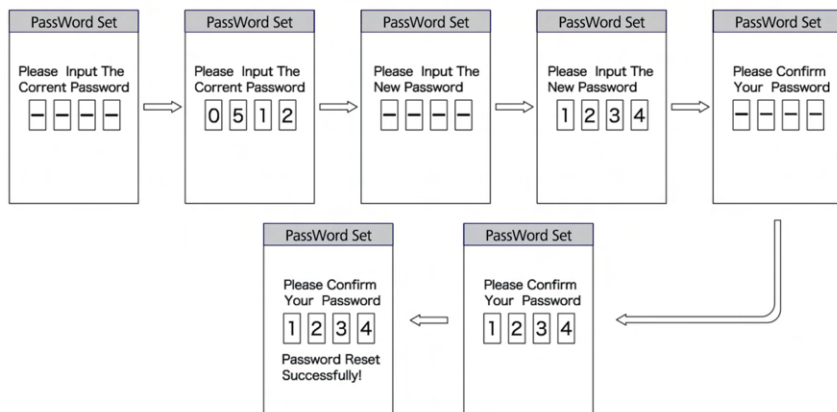 PassWord Set
Please Input The
Corrent Password
– – – –
PassWord Set
Please Input The
Corrent Password
0 5 1 2
PassWord Set
Please Input The
New Password
– – – –
PassWord Set
Please Input The
New Password
1 2 3 4
PassWord Set
Please Confirm
Your Password
– – – –
PassWord Set
Please Confirm
Your Password
1 2 3 4
PassWord Set
Please Confirm
Your Password
1 2 3 4
Password Reset
Successfully!